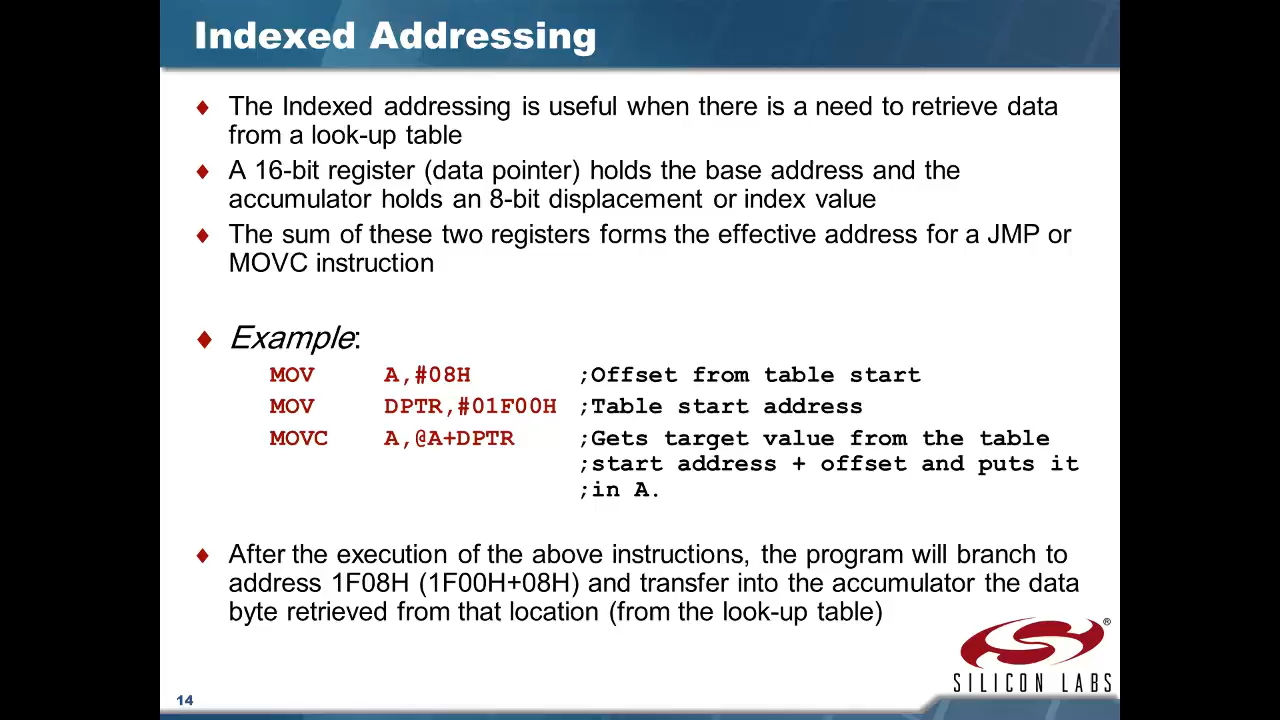 Indexed Addressing
♦ The Indexed addressing is useful when there is a need to retrieve data
from a look-up table
♦ A 16-bit register (data pointer) holds the base address and the
accumulator holds an 8-bit displacement or index value
♦ The sum of these two registers forms the effective address for a JMP or
MOVC instruction
♦ Example:
MOV A,#08H ;Offset from table start
MOV DPTR,#01F00H ;Table start address
MOVC A,@A+DPTR ;Gets target value from the table
;start address + offset and puts it
;in A.
♦ After the execution of the above instructions, the program will branch to
address 1F08H (1F00H+08H) and transfer into the accumulator the data
byte retrieved from that location (from the look-up table)
®
SILICON LABS
14